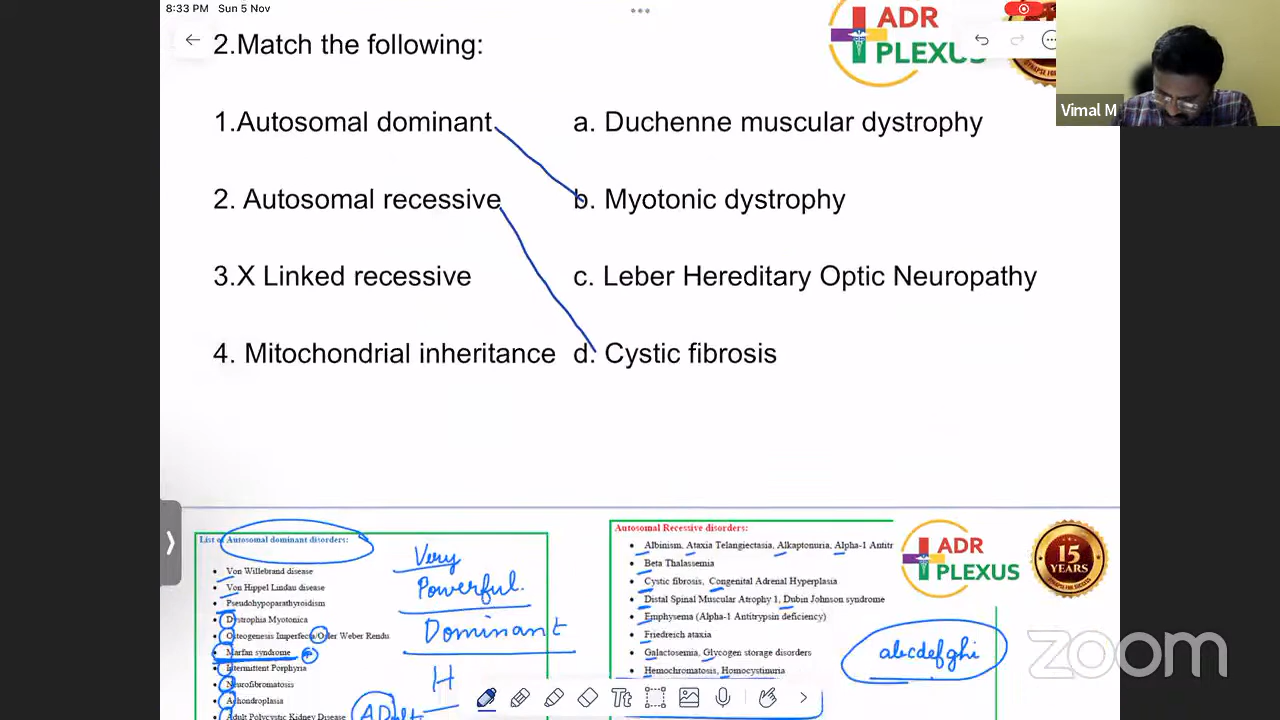 8:33 PM Sun 5 Nov
2.Match the following:
ADR
PLEXUS
Vimal M
1.Autosomal dominant
a. Duchenne muscular dystrophy
2. Autosomal recessive
b. Myotonic dystrophy
3.X Linked recessive
c. Leber Hereditary Optic Neuropathy
4. Mitochondrial inheritance
d. Cystic fibrosis
List of Autosomal dominant disorders:
Von Willebrand disease
Von Hippel Lindau disease
Pseudohypoparathyroidism
Dystrophia Myotonica
Osteogenesis Imperfecta/Osler Weber Rendu
Marfan syndrome
Intermittent Porphyria
Neurofibromatosis
Achondroplasia
Adult Polycystic Kidney Disease
Very
Powerful.
Dominant
H
ADult
Autosomal Recessive disorders:
Albinism, Ataxia Telangiectasia, Alkaptonuria, Alpha-1 Antitr
Beta Thalassemia
Cystic fibrosis, Congenital Adrenal Hyperplasia
Distal Spinal Muscular Atrophy 1, Dubin Johnson syndrome
Emphysema (Alpha-1 Antitrypsin deficiency)
Friedreich ataxia
Galactosemia, Glycogen storage disorders
Hemochromatosis, Homocystinuria
ADR
PLEXUS
15
YEARS
abcdefghi
Tt
zoom